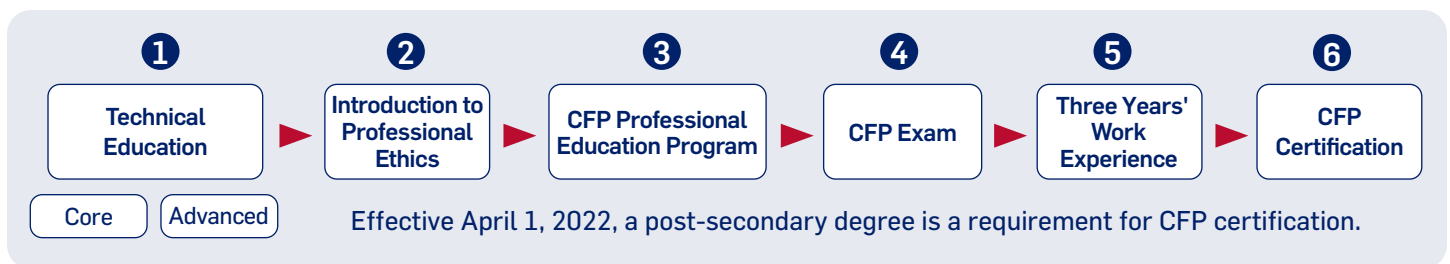 1
Technical
Education
2
Introduction to
Professional
Ethics
3
CFP Professional
Education Program
4
CFP Exam
5
Three Years'
Work
Experience
6
CFP
Certification
Core
Advanced
Effective April 1, 2022, a post-secondary degree is a requirement for CFP certification.